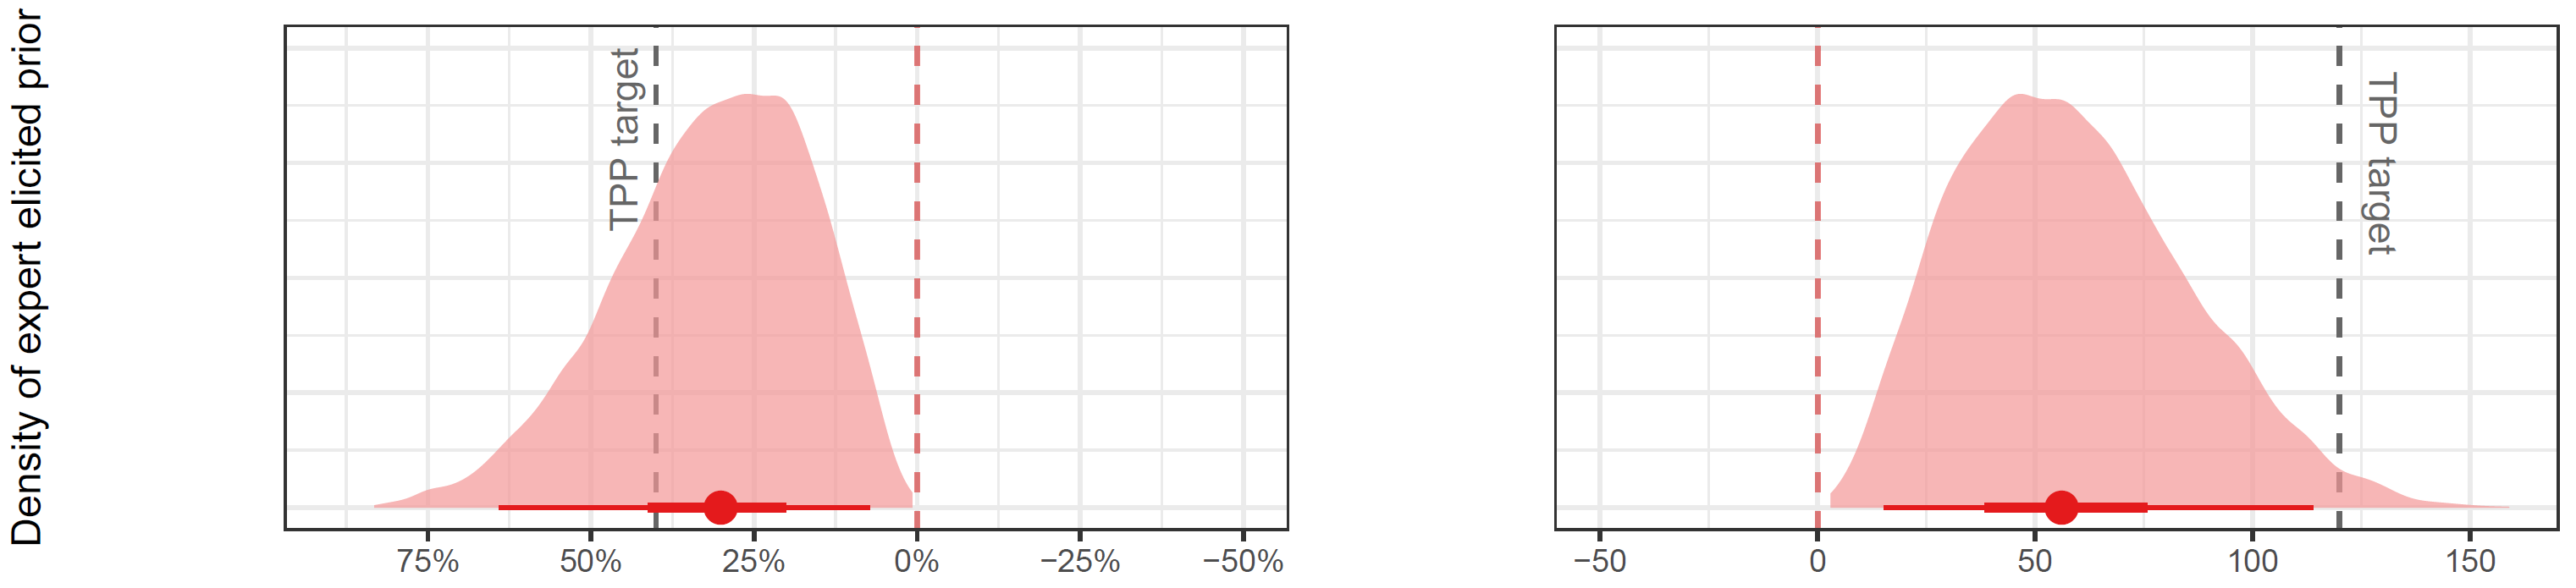 Density of expert elicited prior
TPP target
75% 50% 25% 0% −25% −50%
TPP target
−50 0 50 100 150